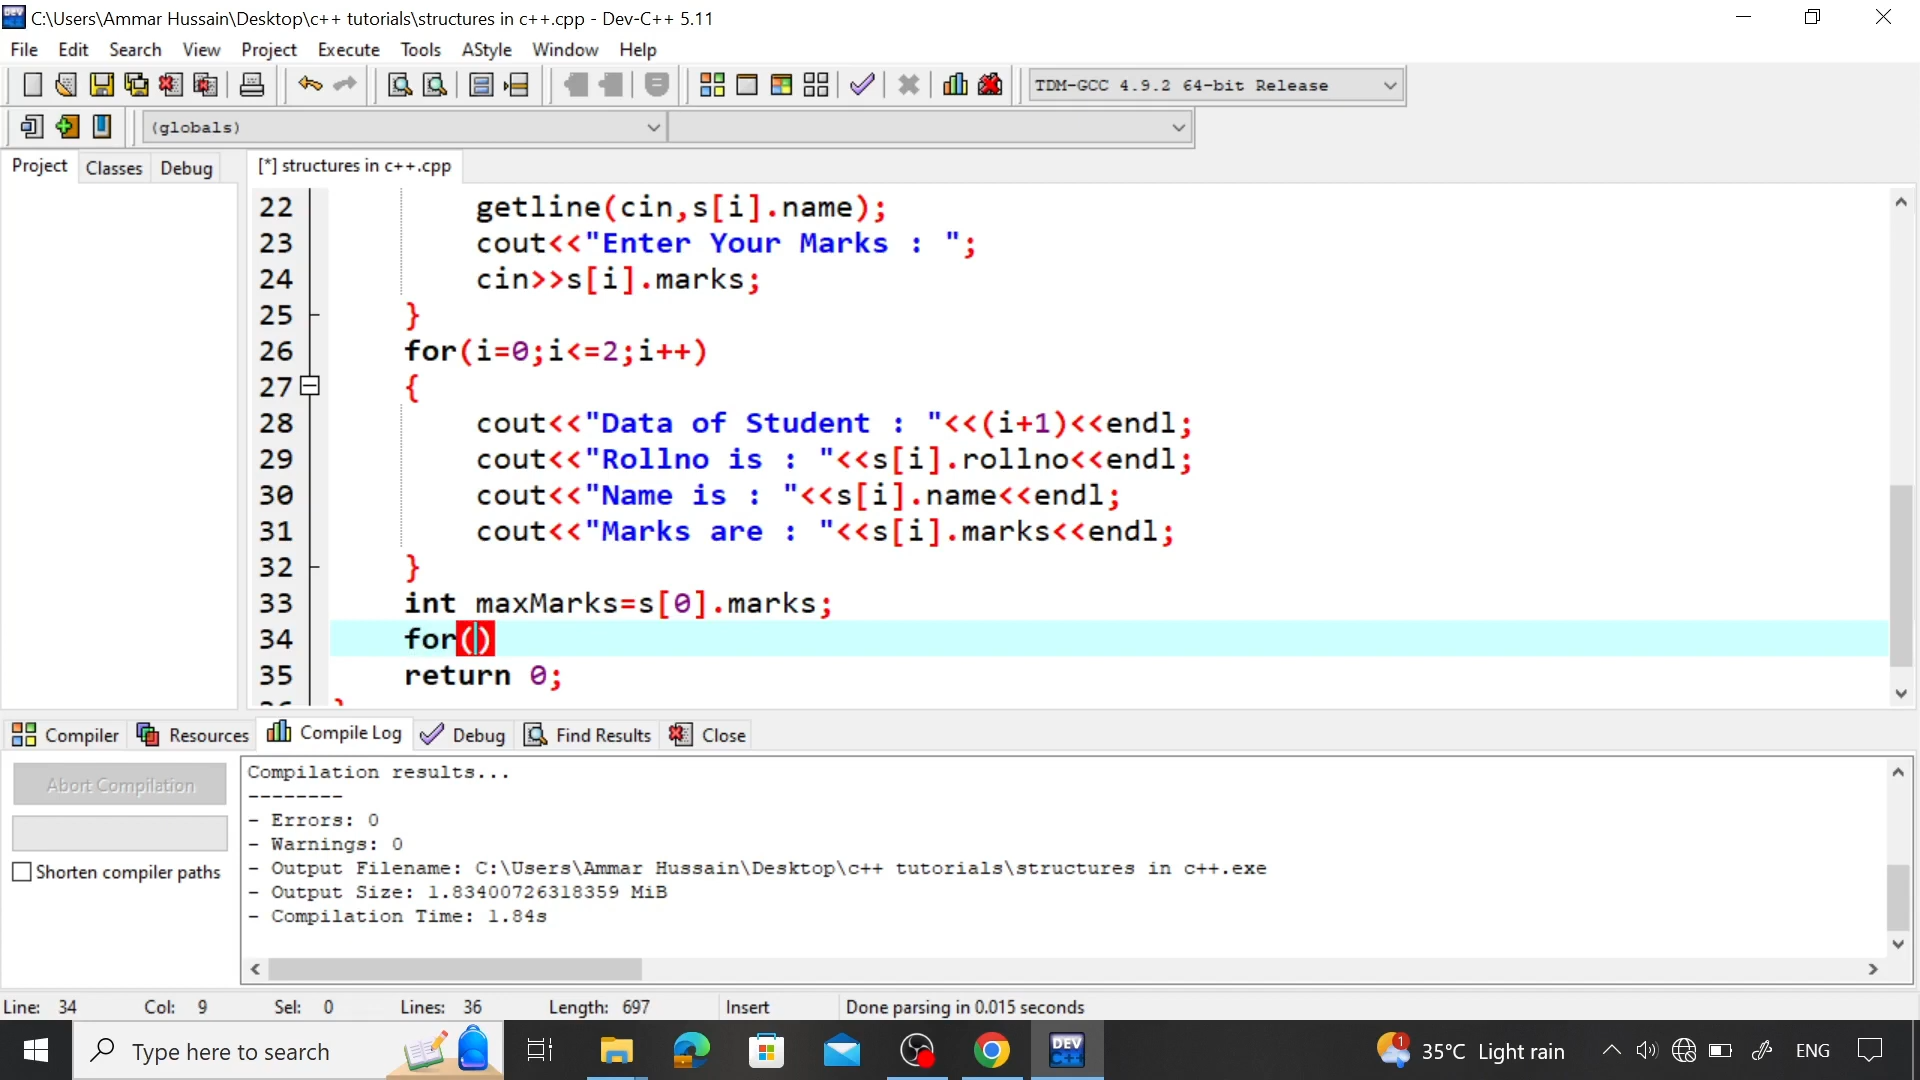 C:\Users\Ammar Hussain\Desktop\c++ tutorials\structures in c++.cpp - Dev-C++ 5.11
File Edit Search View Project Execute Tools AStyle Window Help
TDM-GCC 4.9.2 64-bit Release
(globals)
Project Classes Debug [*] structures in c++.cpp
22 getline(cin,s[i].name);
23 cout<<"Enter Your Marks : ";
24 cin>>s[i].marks;
25 }
26 for(i=0;i<=2;i++)
27 {
28 cout<<"Data of Student : "<<(i+1)<<endl;
29 cout<<"Rollno is : "<<s[i].rollno<<endl;
30 cout<<"Name is : "<<s[i].name<<endl;
31 cout<<"Marks are : "<<s[i].marks<<endl;
32 }
33 int maxMarks=s[0].marks;
34 for()
35 return 0;
Compiler Resources Compile Log Debug Find Results Close
Abort Compilation
Shorten compiler paths
Compilation results...
--------
- Errors: 0
- Warnings: 0
- Output Filename: C:\Users\Ammar Hussain\Desktop\c++ tutorials\structures in c++.exe
- Output Size: 1.83400726318359 MiB
- Compilation Time: 1.84s
Line: 34 Col: 9 Sel: 0 Lines: 36 Length: 697 Insert Done parsing in 0.015 seconds
Type here to search DEV C++ 1 35°C Light rain ENG